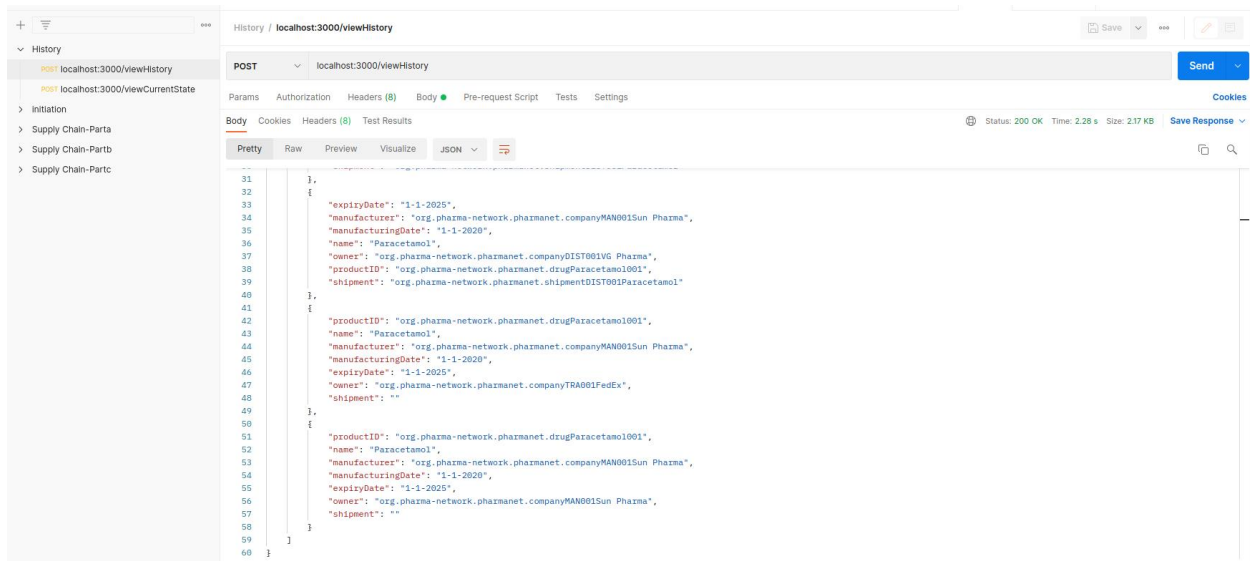 History / localhost:3000/viewHistory
Save
History
POST localhost:3000/viewHistory
POST localhost:3000/viewCurrentState
Initiation
Supply Chain-Parta
Supply Chain-Partb
Supply Chain-Partc
POST localhost:3000/viewHistory
Send
Params Authorization Headers (8) Body Pre-request Script Tests Settings
Cookies
Body Cookies Headers (8) Test Results
Status: 200 OK Time: 2.28 s Size: 2.17 KB Save Response
Pretty Raw Preview Visualize JSON
31 },
32 {
33 "expiryDate": "1-1-2025",
34 "manufacturer": "org.pharma-network.pharmanet.companyMAN001Sun Pharma",
35 "manufacturingDate": "1-1-2020",
36 "name": "Paracetamol",
37 "owner": "org.pharma-network.pharmanet.companyDIST001VG Pharma",
38 "productID": "org.pharma-network.pharmanet.drugParacetamol001",
39 "shipment": "org.pharma-network.pharmanet.shipmentDIST001Paracetamol"
40 },
41 {
42 "productID": "org.pharma-network.pharmanet.drugParacetamol001",
43 "name": "Paracetamol",
44 "manufacturer": "org.pharma-network.pharmanet.companyMAN001Sun Pharma",
45 "manufacturingDate": "1-1-2020",
46 "expiryDate": "1-1-2025",
47 "owner": "org.pharma-network.pharmanet.companyTRA001FedEx",
48 "shipment": ""
49 },
50 {
51 "productID": "org.pharma-network.pharmanet.drugParacetamol001",
52 "name": "Paracetamol",
53 "manufacturer": "org.pharma-network.pharmanet.companyMAN001Sun Pharma",
54 "manufacturingDate": "1-1-2020",
55 "expiryDate": "1-1-2025",
56 "owner": "org.pharma-network.pharmanet.companyMAN001Sun Pharma",
57 "shipment": ""
58 }
59 ]
60 }